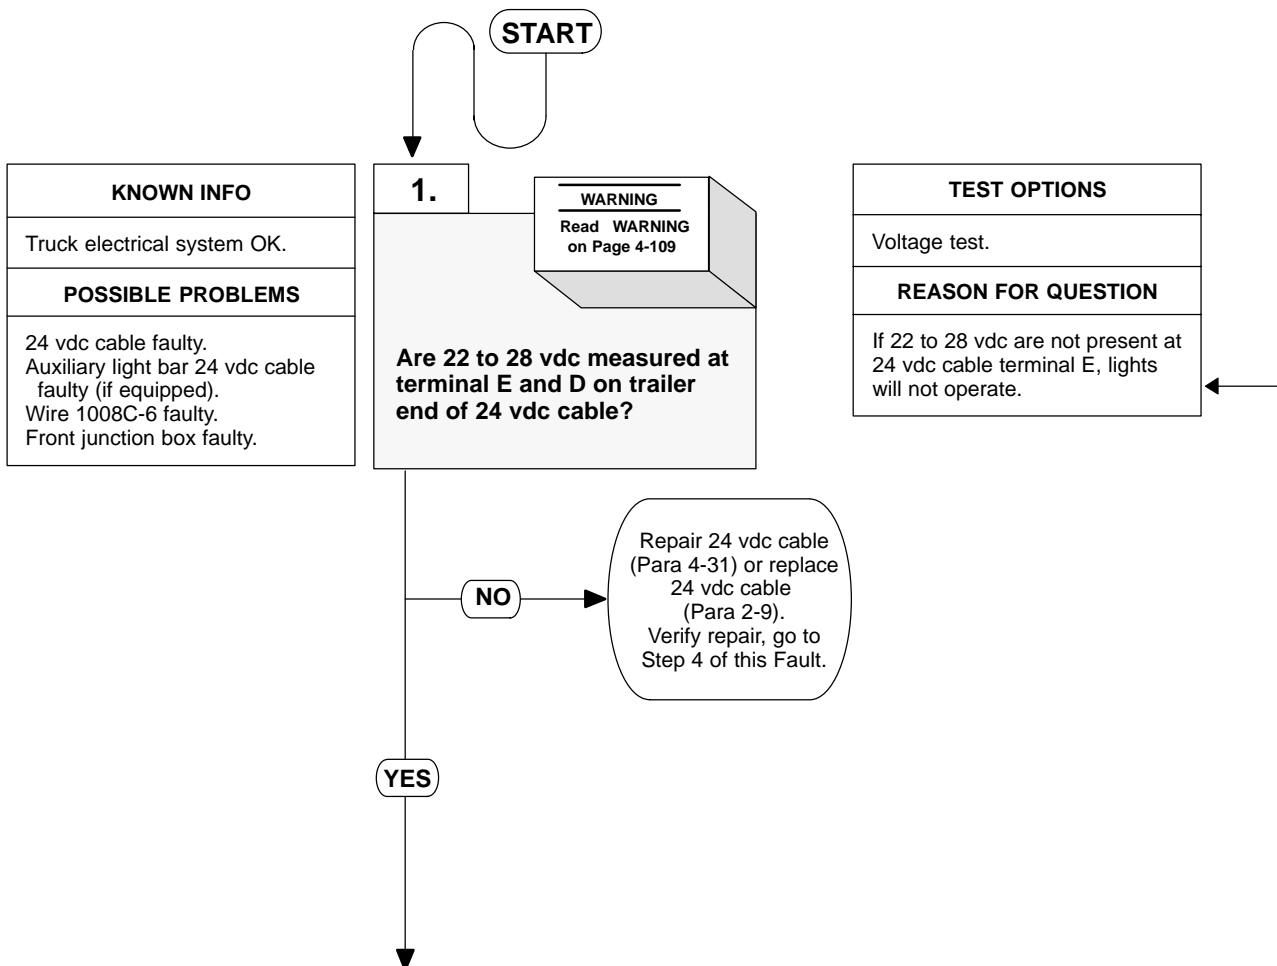 START
KNOWN INFO
Truck electrical system OK.
POSSIBLE PROBLEMS
24 vdc cable faulty.
Auxiliary light bar 24 vdc cable
faulty (if equipped).
Wire 1008C-6 faulty.
Front junction box faulty.
1.
WARNING
Read WARNING
on Page 4-109
Are 22 to 28 vdc measured at
terminal E and D on trailer
end of 24 vdc cable?
TEST OPTIONS
Voltage test.
REASON FOR QUESTION
If 22 to 28 vdc are not present at
24 vdc cable terminal E, lights
will not operate.
NO
Repair 24 vdc cable
(Para 4-31) or replace
24 vdc cable
(Para 2-9).
Verify repair, go to
Step 4 of this Fault.
YES